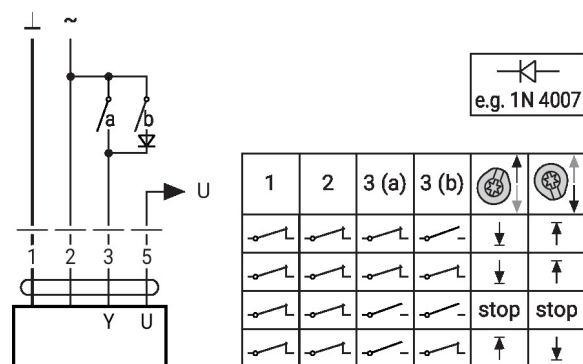 ⊥ ~
a b
e.g. 1N 4007
U
1 2 3 (a) 3 (b)
1 2 3 5
stop stop
Y U